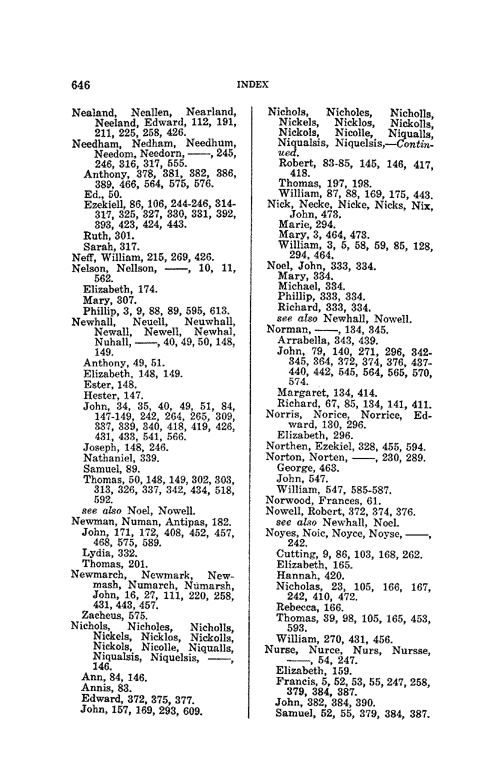 646
INDEX
Nealand, Neallen, Nearland,
Neeland, Edward, 112, 191,
211, 225, 258, 426.
Needham, Nedham, Needhum,
Needom, Needorn, ——, 245,
246, 316, 317, 555.
Anthony, 378, 381, 382, 386,
389, 466, 564, 575, 576.
Ed., 50.
Ezekiell, 86, 106, 244-246, 314-
317, 325, 327, 330, 331, 392,
393, 423, 424, 443.
Ruth, 301.
Sarah, 317.
Neff, William, 215, 269, 426.
Nelson, Nellson, ——, 10, 11,
562.
Elizabeth, 174.
Mary, 307.
Phillip, 3, 9, 88, 89, 595, 613.
Newhall, Neuell, Neuwhall,
Newall, Newell, Newhal,
Nuhall, ——, 40, 49, 50, 148,
149.
Anthony, 49, 51.
Elizabeth, 148, 149.
Ester, 148.
Hester, 147.
John, 34, 35, 40, 49, 51, 84,
147-149, 242, 264, 265, 309,
337, 339, 340, 418, 419, 426,
431, 433, 541, 566.
Joseph, 148, 246.
Nathaniel, 339.
Samuel, 89.
Thomas, 50, 148, 149, 302, 303,
313, 326, 337, 342, 434, 518,
592.
see also Noel, Nowell.
Newman, Numan, Antipas, 182.
John, 171, 172, 408, 452, 457,
468, 575, 589.
Lydia, 332.
Thomas, 201.
Newmarch, Newmark, New-
mash, Numarch, Numarsh,
John, 16, 27, 111, 220, 258,
431, 443, 457.
Zacheus, 575.
Nichols, Nicholes, Nicholls,
Nickels, Nicklos, Nickolls,
Nickols, Nicolle, Niqualls,
Niqualsis, Niquelsis, ——,
146.
Ann, 84, 146.
Annis, 83.
Edward, 372, 375, 377.
John, 157, 169, 293, 609.
Nichols, Nicholes, Nicholls,
Nickels, Nicklos, Nickolls,
Nickols, Nicolle, Niqualls,
Niqualsis, Niquelsis,—Contin-
ued.
Robert, 83-85, 145, 146, 417,
418.
Thomas, 197, 198.
William, 87, 88, 169, 175, 443.
Nick, Necke, Nicke, Nicks, Nix,
John, 473.
Marie, 294.
Mary, 3, 464, 473.
William, 3, 5, 58, 59, 85, 128,
294, 464.
Noel, John, 333, 334.
Mary, 334.
Michael, 334.
Phillip, 333, 334.
Richard, 333, 334.
see also Newhall, Nowell.
Norman, ——, 134, 345.
Arrabella, 343, 439.
John, 79, 140, 271, 296, 342-
345, 364, 372, 374, 376, 437-
440, 442, 545, 564, 565, 570,
574.
Margaret, 134, 414.
Richard, 67, 85, 134, 141, 411.
Norris, Norice, Norrice, Ed-
ward, 130, 296.
Elizabeth, 296.
Northen, Ezekiel, 328, 455, 594.
Norton, Norten, ——, 230, 289.
George, 463.
John, 547.
William, 547, 585-587.
Norwood, Frances, 61.
Nowell, Robert, 372, 374, 376.
see also Newhall, Noel.
Noyes, Noic, Noyce, Noyse, ——,
242.
Cutting, 9, 86, 103, 168, 262.
Elizabeth, 165.
Hannah, 420.
Nicholas, 23, 105, 166, 167,
242, 410, 472.
Rebecca, 166.
Thomas, 39, 98, 105, 165, 453,
593.
William, 270, 431, 456.
Nurse, Nurce, Nurs, Nursse,
——, 54, 247.
Elizabeth, 159.
Francis, 5, 52, 53, 55, 247, 258,
379, 384, 387.
John, 382, 384, 390.
Samuel, 52, 55, 379, 384, 387.